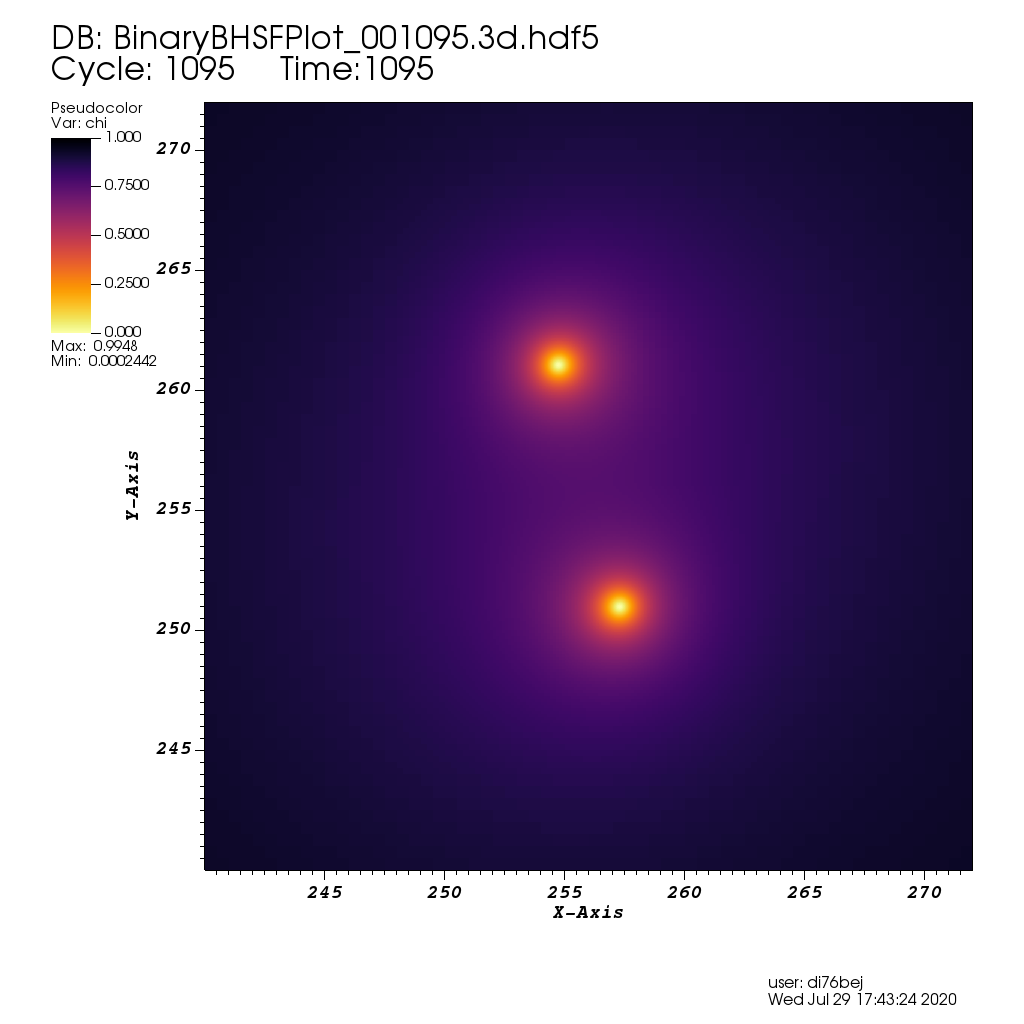 DB: BinaryBHSFPlot_001095.3d.hdf5
Cycle: 1095 Time:1095
Pseudocolor
Var: chi
1.000
0.7500
0.5000
0.2500
0.000
Max: 0.9948
Min: 0.0002442
270
265
260
255
250
245
Y-Axis
245 250 255 260 265 270
X-Axis
user: di76bej
Wed Jul 29 17:43:24 2020